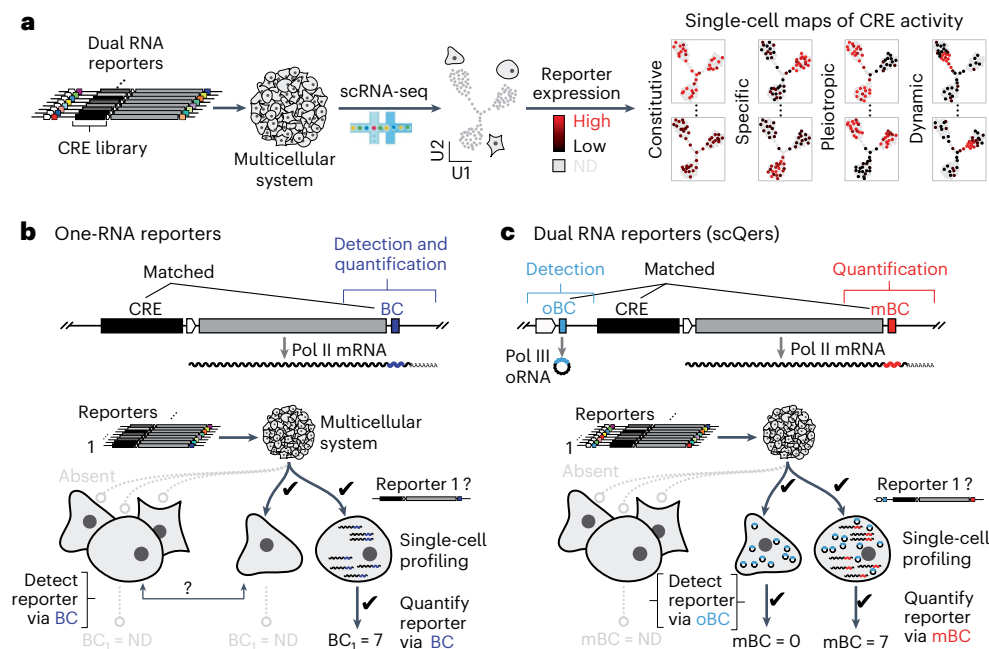 a
Single-cell maps of CRE activity
Dual RNA
reporters
CRE library
Multicellular
system
scRNA-seq
U2
U1
Reporter
expression
High
Low
ND
Constitutive
Specific
Pleiotropic
Dynamic
b One-RNA reporters
Detection and
quantification
Matched
CRE
BC
Pol II mRNA
Reporters
1
Multicellular
system
Absent
✔
✔
Reporter 1 ?
Single-cell
profiling
Detect
reporter
via BC
?
✔
Quantify
reporter
via BC
BC₁ = ND
BC₁ = ND
BC₁ = 7
c Dual RNA reporters (scQers)
Detection
Matched
Quantification
oBC
CRE
mBC
Pol III
oRNA
Pol II mRNA
Reporters
1
Absent
✔
✔
Reporter 1 ?
Single-cell
profiling
Detect
reporter
via oBC
✔
✔
Quantify
reporter
via mBC
mBC = ND
mBC = 0
mBC = 7